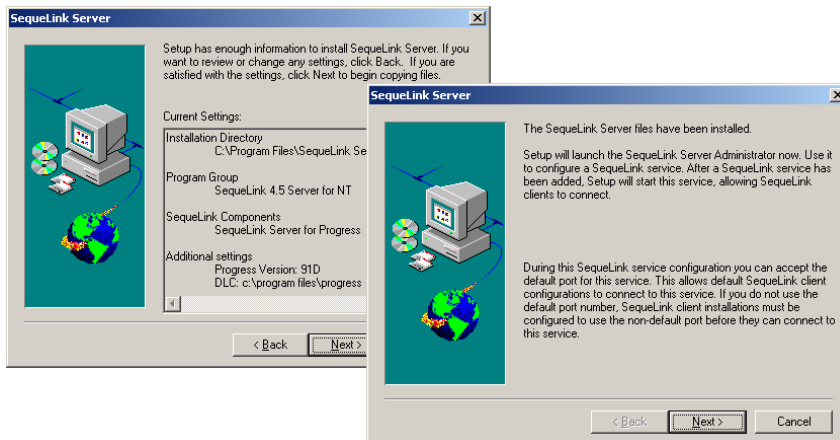 SequeLink Server
Setup has enough information to install SequeLink Server. If you
want to review or change any settings, click Back. If you are
satisfied with the settings, click Next to begin copying files.
Current Settings:
Installation Directory
C:\Program Files\SequeLink Se
Program Group
SequeLink 4.5 Server for NT
SequeLink Components
SequeLink Server for Progress
Additional settings
Progress Version: 91D
DLC: c:\program files\progress
< Back
Next >
SequeLink Server
The SequeLink Server files have been installed.
Setup will launch the SequeLink Server Administrator now. Use it
to configure a SequeLink service. After a SequeLink service has
been added, Setup will start this service, allowing SequeLink
clients to connect.
During this SequeLink service configuration you can accept the
default port for this service. This allows default SequeLink client
configurations to connect to this service. If you do not use the
default port number, SequeLink client installations must be
configured to use the non-default port before they can connect to
this service.
< Back
Next >
Cancel